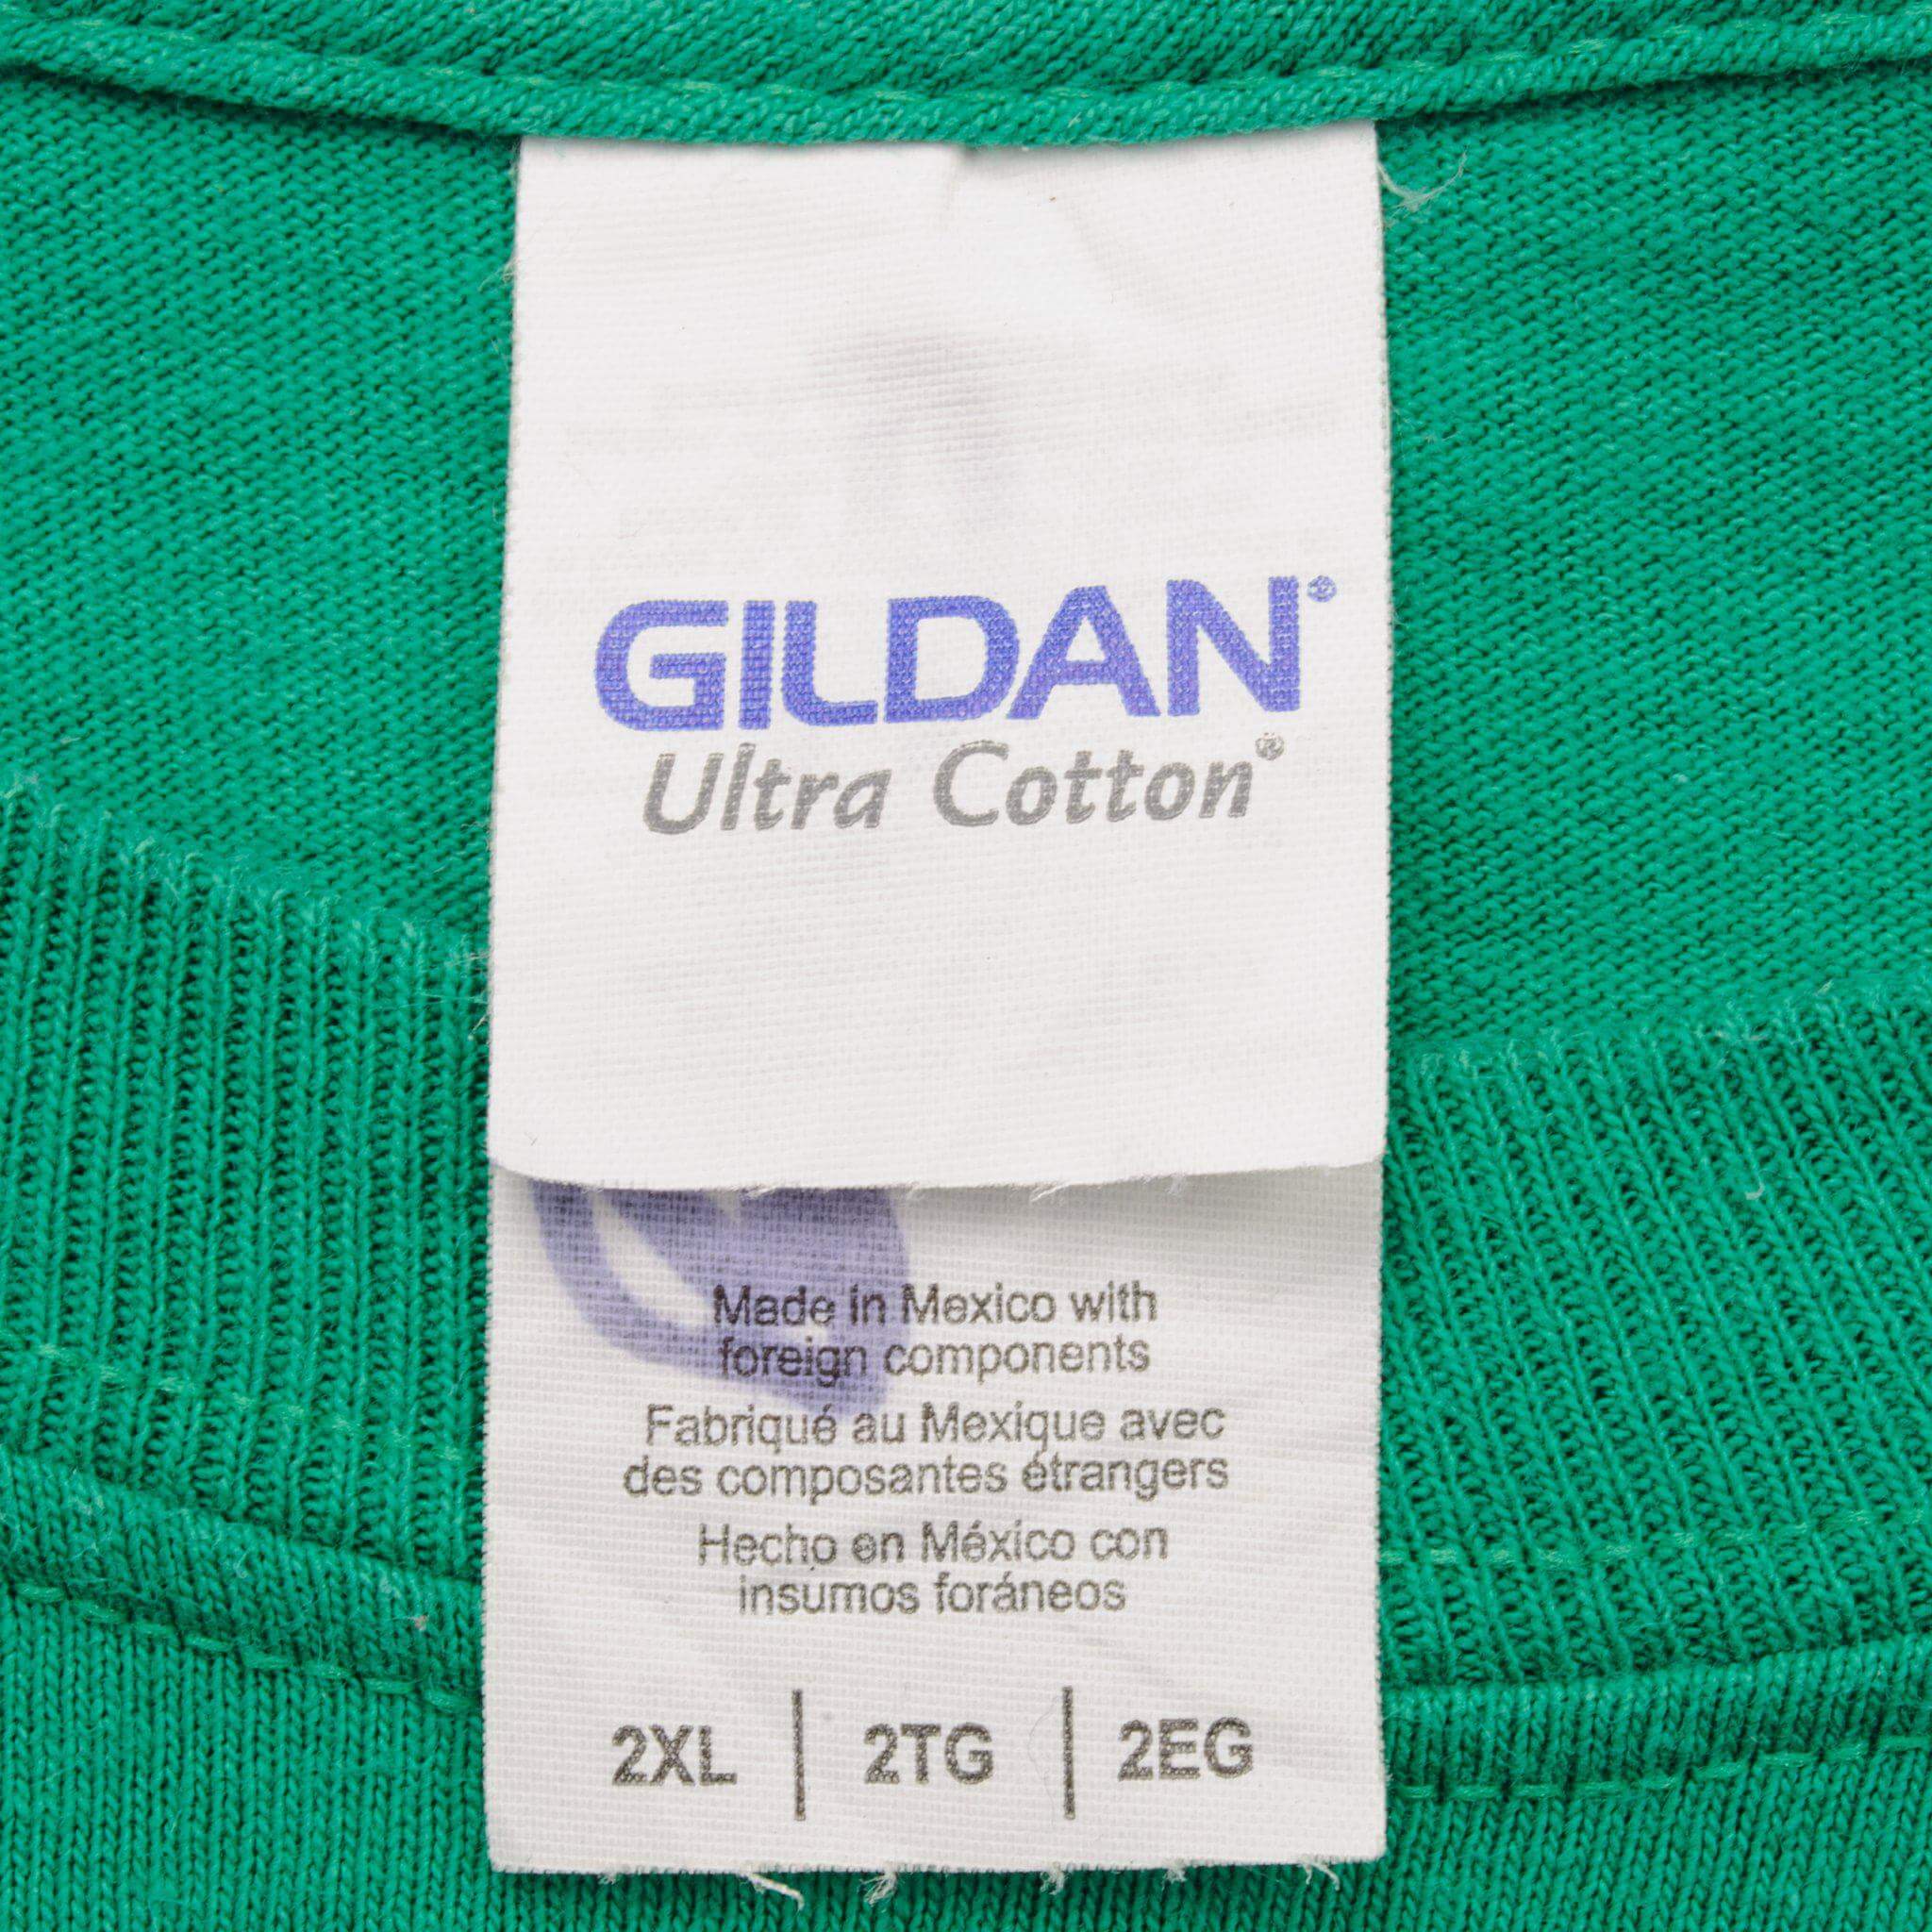 GILDAN®
Ultra Cotton®
Made in Mexico with
foreign components
Fabriqué au Mexique avec
des composantes étrangers
Hecho en México con
insumos foráneos
2XL | 2TG | 2EG